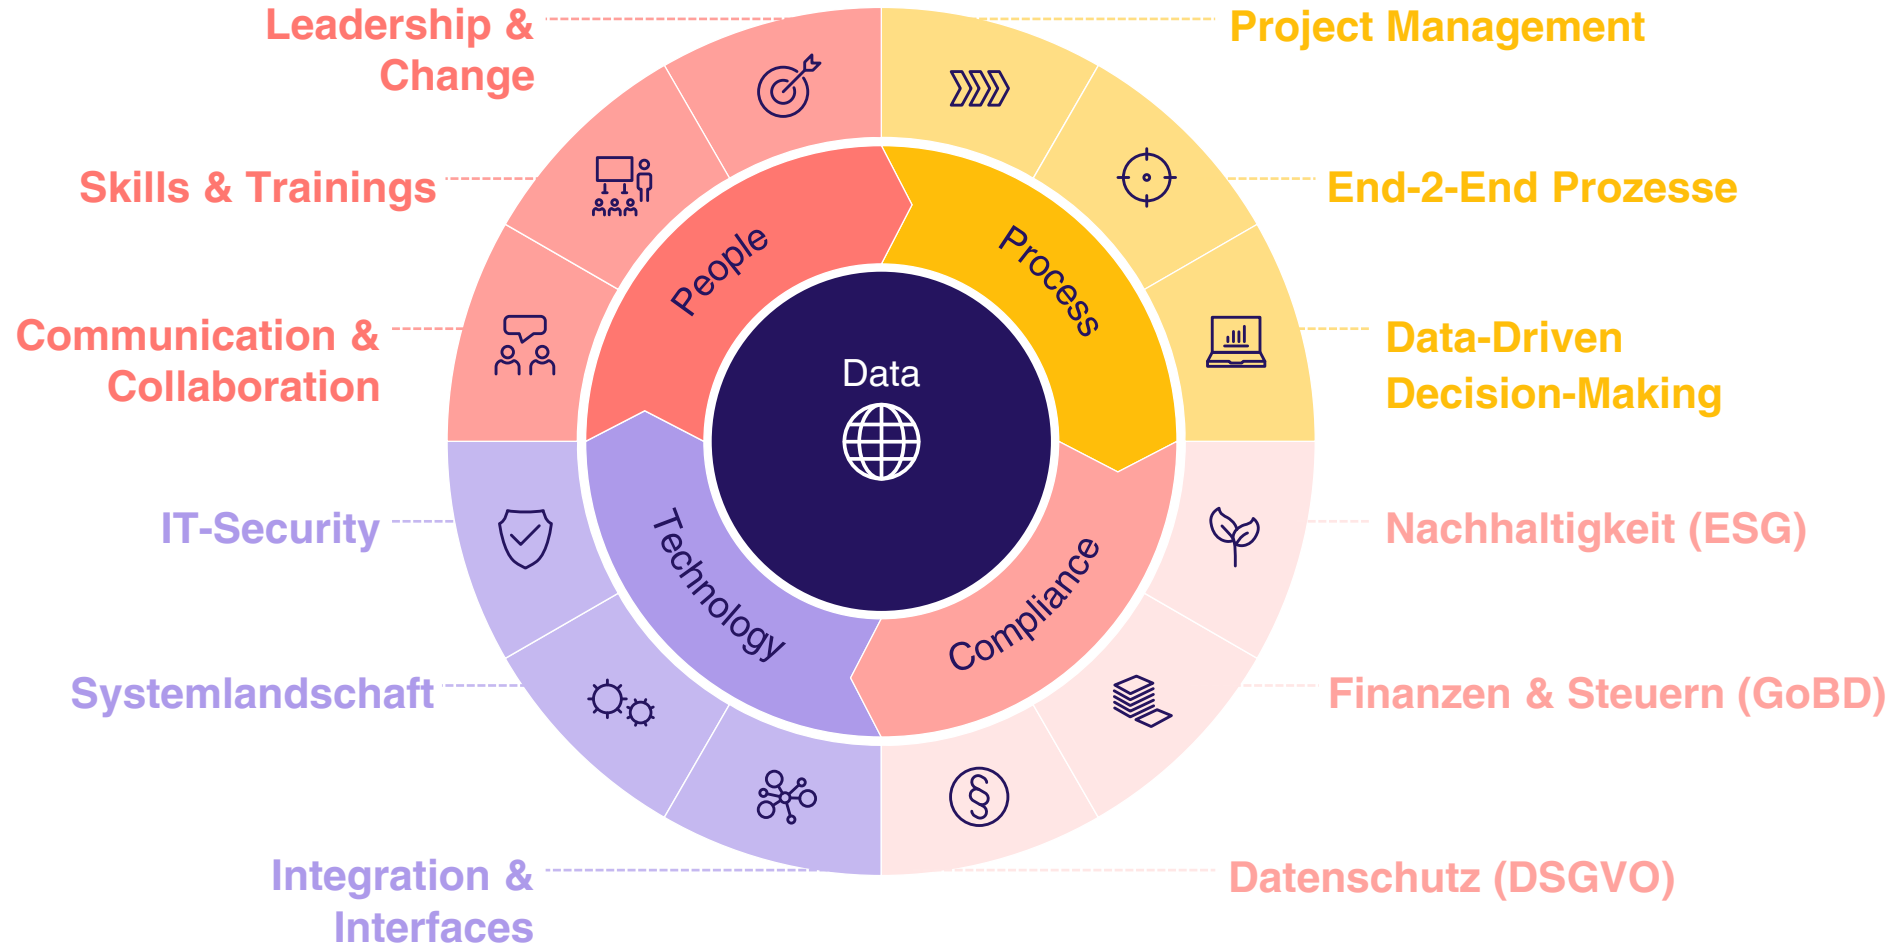 Leadership &
Change
Project Management
Skills & Trainings
End-2-End Prozesse
People
Process
Communication &
Collaboration
Data-Driven
Decision-Making
Data
IT-Security
Nachhaltigkeit (ESG)
Technology
Compliance
Systemlandschaft
Finanzen & Steuern (GoBD)
§
Integration &
Interfaces
Datenschutz (DSGVO)